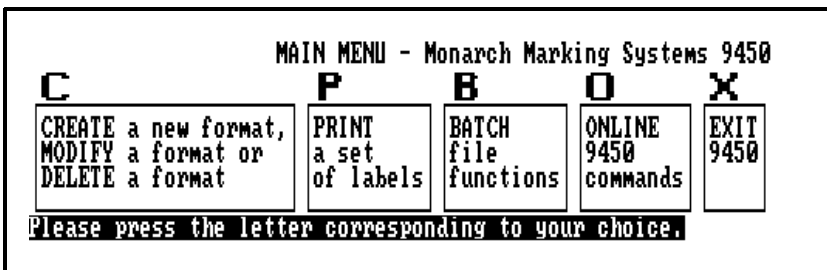 MAIN MENU - Monarch Marking Systems 9450
C P B O X
CREATE a new format, PRINT BATCH ONLINE EXIT
MODIFY a format or a set file 9450 9450
DELETE a format of labels functions commands
Please press the letter corresponding to your choice.